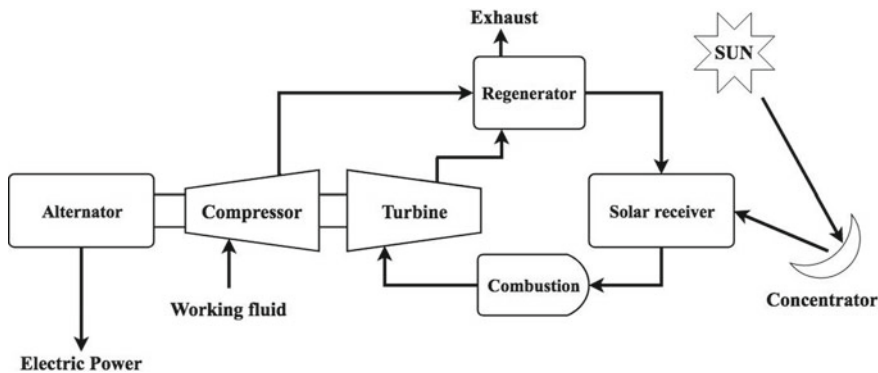 Exhaust
SUN
Regenerator
Alternator
Compressor
Turbine
Solar receiver
Combustion
Working fluid
Concentrator
Electric Power